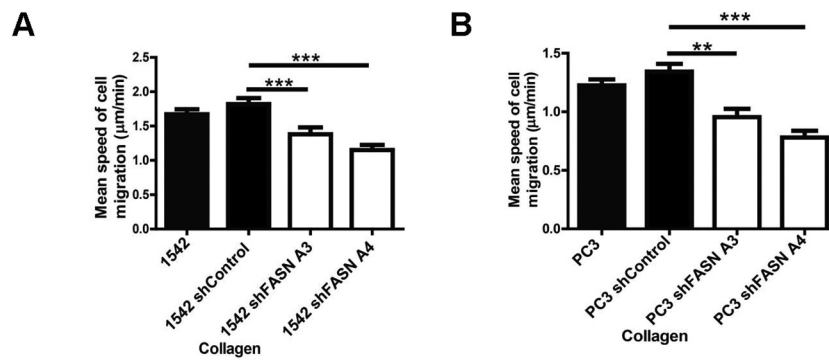 A
Mean speed of cell
migration (μm/min)
2.5
2.0
1.5
1.0
0.5
0.0
***
***
1542
1542 shControl
1542 shFASN A3
1542 shFASN A4
Collagen
B
Mean speed of cell
migration (μm/min)
1.5
1.0
0.5
0.0
***
**
PC3
PC3 shControl
PC3 shFASN A3
PC3 shFASN A4
Collagen